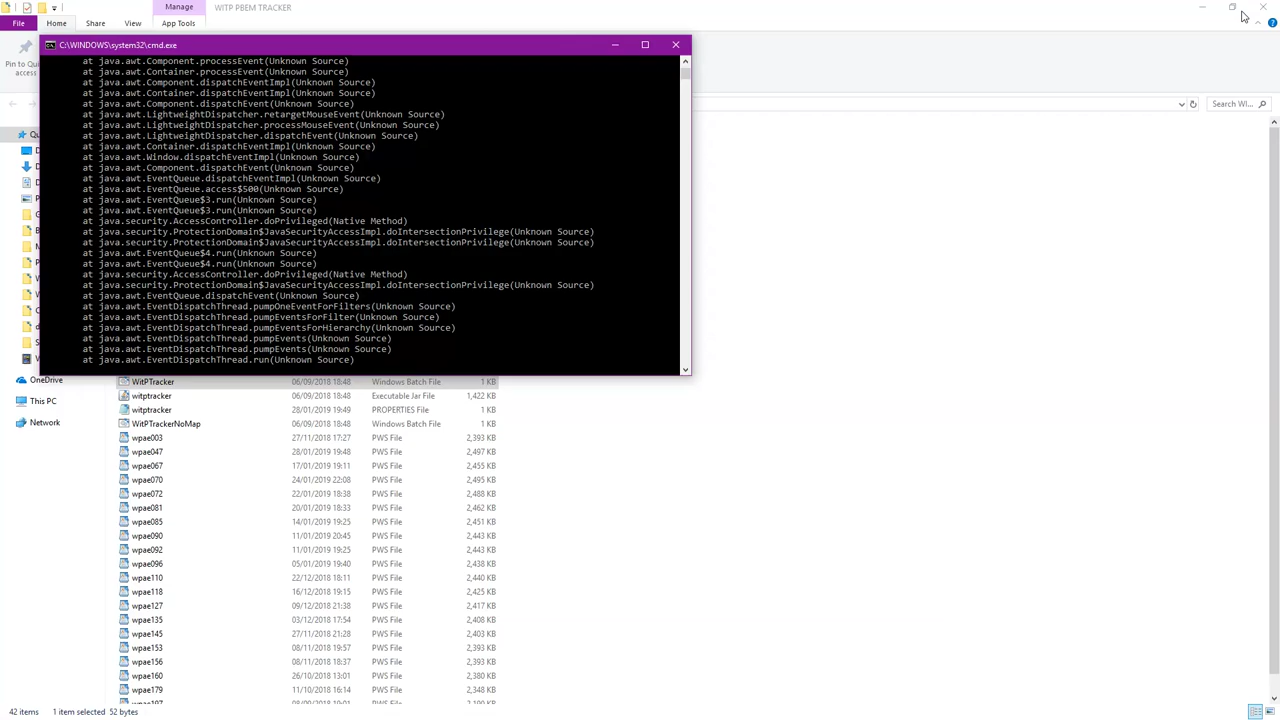 Manage
WITP PBEM TRACKER
File
Home
Share
View
App Tools
Pin to Qu
access
C:\WINDOWS\system32\cmd.exe
Search WI...
at java.awt.Component.processEvent(Unknown Source)
at java.awt.Container.processEvent(Unknown Source)
at java.awt.Component.dispatchEventImpl(Unknown Source)
at java.awt.Container.dispatchEventImpl(Unknown Source)
at java.awt.Component.dispatchEvent(Unknown Source)
at java.awt.LightweightDispatcher.retargetMouseEvent(Unknown Source)
at java.awt.LightweightDispatcher.processMouseEvent(Unknown Source)
at java.awt.LightweightDispatcher.dispatchEvent(Unknown Source)
at java.awt.Container.dispatchEventImpl(Unknown Source)
at java.awt.Window.dispatchEventImpl(Unknown Source)
at java.awt.Component.dispatchEvent(Unknown Source)
at java.awt.EventQueue.dispatchEventImpl(Unknown Source)
at java.awt.EventQueue.access$500(Unknown Source)
at java.awt.EventQueue$3.run(Unknown Source)
at java.awt.EventQueue$3.run(Unknown Source)
at java.security.AccessController.doPrivileged(Native Method)
at java.security.ProtectionDomain$JavaSecurityAccessImpl.doIntersectionPrivilege(Unknown Source)
at java.security.ProtectionDomain$JavaSecurityAccessImpl.doIntersectionPrivilege(Unknown Source)
at java.awt.EventQueue$4.run(Unknown Source)
at java.awt.EventQueue$4.run(Unknown Source)
at java.security.AccessController.doPrivileged(Native Method)
at java.security.ProtectionDomain$JavaSecurityAccessImpl.doIntersectionPrivilege(Unknown Source)
at java.awt.EventQueue.dispatchEvent(Unknown Source)
at java.awt.EventDispatchThread.pumpOneEventForFilters(Unknown Source)
at java.awt.EventDispatchThread.pumpEventsForFilter(Unknown Source)
at java.awt.EventDispatchThread.pumpEventsForHierarchy(Unknown Source)
at java.awt.EventDispatchThread.pumpEvents(Unknown Source)
at java.awt.EventDispatchThread.pumpEvents(Unknown Source)
at java.awt.EventDispatchThread.run(Unknown Source)
OneDrive
This PC
Network
WitPTracker 06/09/2018 18:48 Windows Batch File 1 KB
witptracker 06/09/2018 18:48 Executable Jar File 1,422 KB
witptracker 28/01/2019 19:49 PROPERTIES File 1 KB
WitPTrackerNoMap 06/09/2018 18:48 Windows Batch File 1 KB
wpae003 27/11/2018 17:27 PWS File 2,393 KB
wpae047 28/01/2019 19:48 PWS File 2,497 KB
wpae067 17/01/2019 19:11 PWS File 2,455 KB
wpae070 24/01/2019 22:08 PWS File 2,495 KB
wpae072 22/01/2019 18:38 PWS File 2,488 KB
wpae081 20/01/2019 18:33 PWS File 2,462 KB
wpae085 14/01/2019 19:25 PWS File 2,451 KB
wpae090 11/01/2019 20:45 PWS File 2,443 KB
wpae092 11/01/2019 19:25 PWS File 2,443 KB
wpae096 05/01/2019 19:40 PWS File 2,438 KB
wpae110 22/12/2018 18:11 PWS File 2,440 KB
wpae118 16/12/2018 19:15 PWS File 2,425 KB
wpae127 09/12/2018 21:38 PWS File 2,417 KB
wpae135 03/12/2018 17:54 PWS File 2,408 KB
wpae145 27/11/2018 21:28 PWS File 2,403 KB
wpae153 08/11/2018 19:57 PWS File 2,393 KB
wpae156 08/11/2018 18:37 PWS File 2,393 KB
wpae160 26/10/2018 13:01 PWS File 2,380 KB
wpae179 11/10/2018 16:14 PWS File 2,348 KB
42 items 1 item selected 52 bytes